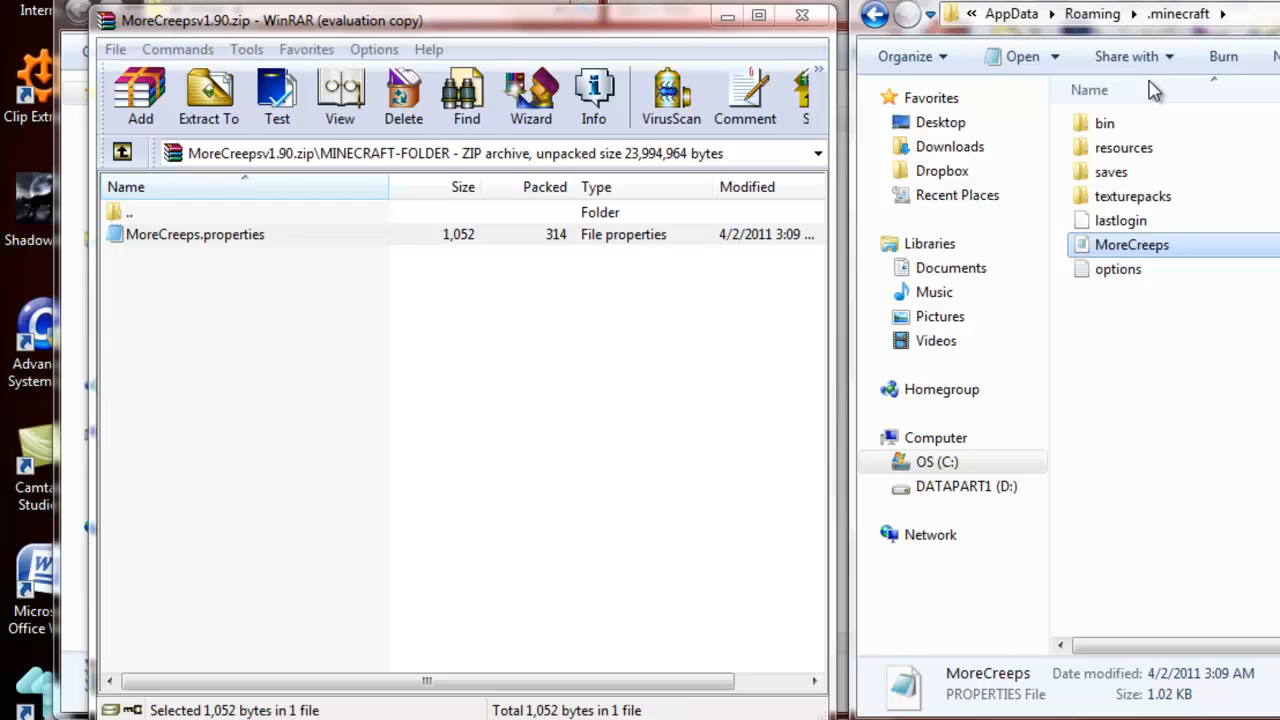 Intern
Clip Extr
Shadow
Advan
System
Camta
Studio
Micros
Office W
MoreCreepsv1.90.zip - WinRAR (evaluation copy)
File Commands Tools Favorites Options Help
Add Extract To Test View Delete Find Wizard Info VirusScan Comment S
MoreCreepsv1.90.zip\MINECRAFT-FOLDER - ZIP archive, unpacked size 23,994,964 bytes
Name Size Packed Type Modified
.. Folder
MoreCreeps.properties 1,052 314 File properties 4/2/2011 3:09 ...
Selected 1,052 bytes in 1 file Total 1,052 bytes in 1 file
« AppData Roaming .minecraft
Organize Open Share with Burn N
Favorites
Desktop
Downloads
Dropbox
Recent Places
Libraries
Documents
Music
Pictures
Videos
Homegroup
Computer
OS (C:)
DATAPART1 (D:)
Network
Name
bin
resources
saves
texturepacks
lastlogin
MoreCreeps
options
MoreCreeps Date modified: 4/2/2011 3:09 AM
PROPERTIES File Size: 1.02 KB